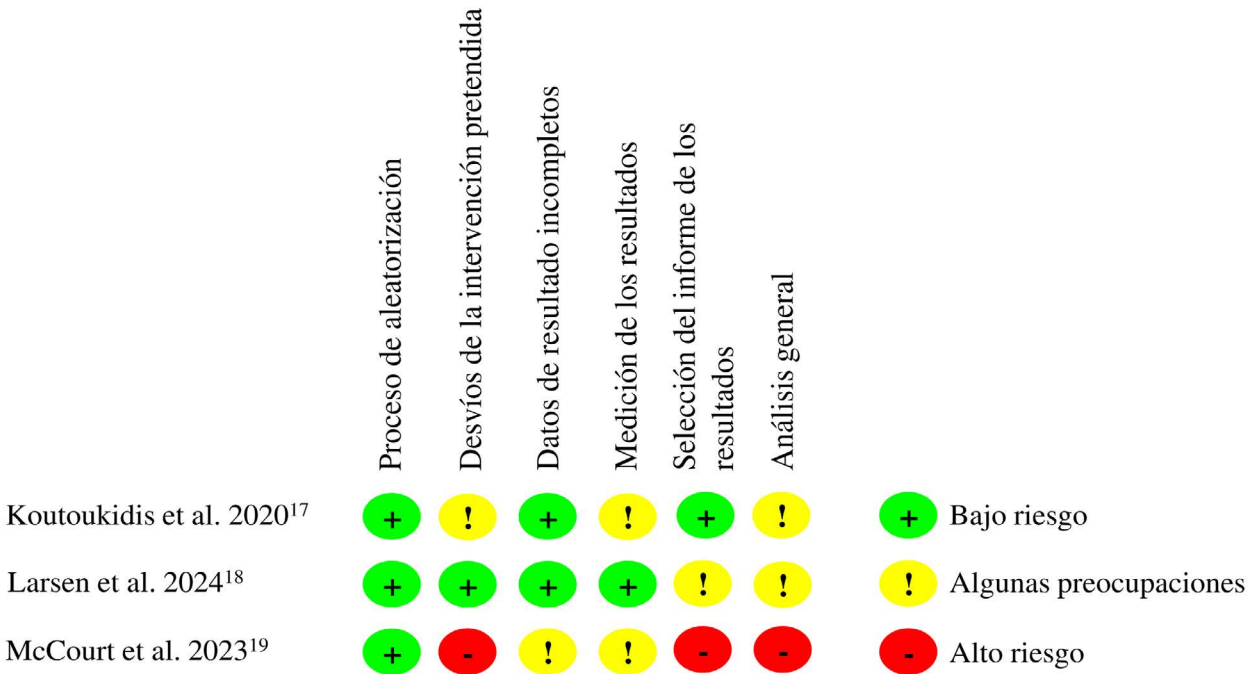 Proceso de aleatorización
Desvíos de la intervención pretendida
Datos de resultado incompletos
Medición de los resultados
Selección del informe de los
resultados
Análisis general
Koutoukidis et al. 2020¹⁷ + ! + ! + ! + Bajo riesgo
Larsen et al. 2024¹⁸ + + + + ! ! ! Algunas preocupaciones
McCourt et al. 2023¹⁹ + - ! ! - - - Alto riesgo